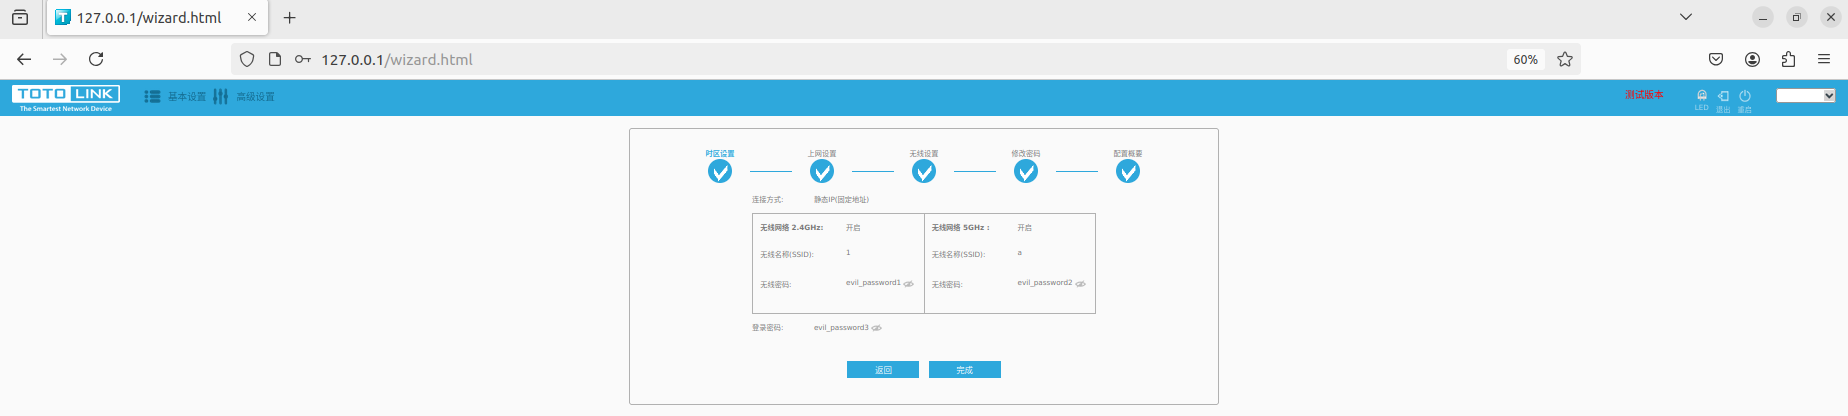 127.0.0.1/wizard.html
127.0.0.1/wizard.html 60%
TOTO LINK
The Smartest Network Device
基本设置 高级设置 测试版本
LED 退出 重启
时区设置 上网设置 无线设置 修改密码 配置概要
连接方式: 静态IP(固定地址)
无线网络 2.4GHz: 开启 无线网络 5GHz : 开启
无线名称(SSID): 1 无线名称(SSID): a
无线密码: evil_password1 无线密码: evil_password2
登录密码: evil_password3
返回 完成